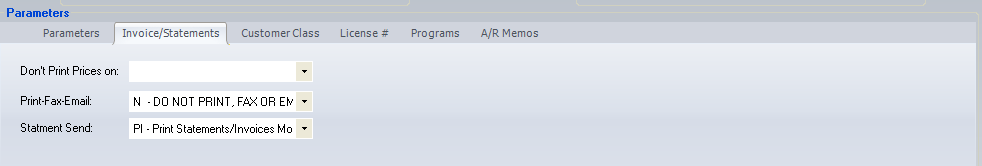 Parameters
Parameters Invoice/Statements Customer Class License # Programs A/R Memos
Don't Print Prices on:
Print-Fax-Email: N - DO NOT PRINT, FAX OR EM
Statment Send: PI - Print Statements/Invoices Mo